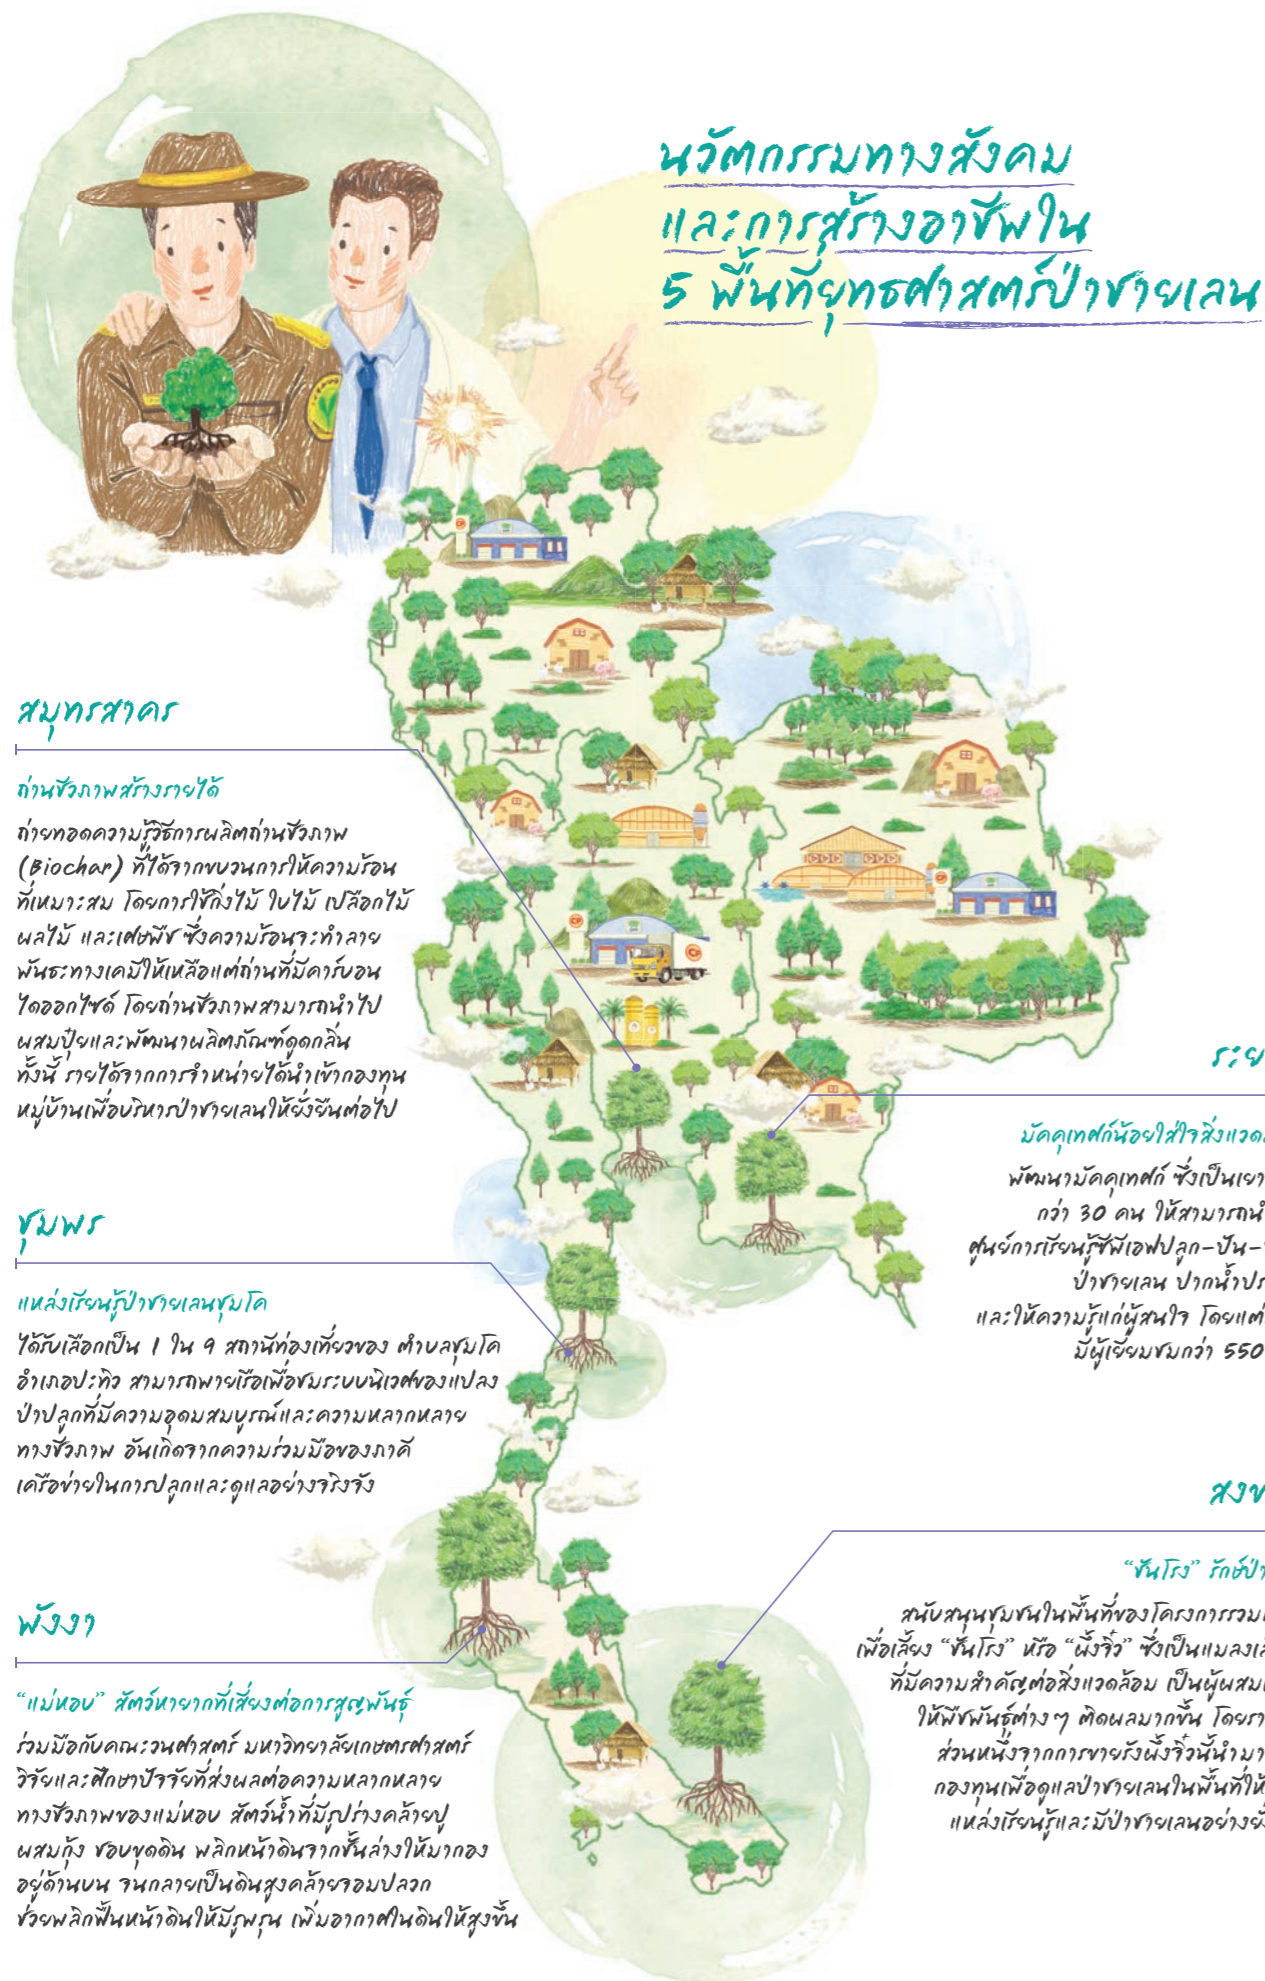 นวัตกรรมทางสังคม
และการสร้างอาชีพใน
5 พื้นที่ยุทธศาสตร์ป่าชายเลน
สมุทรสาคร
ถ่านชีวภาพสร้างรายได้
ถ่ายทอดความรู้วิธีการผลิตถ่านชีวภาพ
(Biochar) ที่ได้จากขบวนการให้ความร้อน
ที่เหมาะสม โดยการใช้กิ่งไม้ ใบไม้ เปลือกไม้
ผลไม้ และเศษพืช ซึ่งความร้อนจะทำลาย
พันธะทางเคมีให้เหลือแต่ถ่านที่มีคาร์บอน
ไดออกไซด์ โดยถ่านชีวภาพสามารถนำไป
ผสมปุ๋ยและพัฒนาผลิตภัณฑ์ดูดกลิ่น
ทั้งนี้ รายได้จากการจำหน่ายได้นำเข้ากองทุน
หมู่บ้านเพื่อบริหารป่าชายเลนให้ยั่งยืนต่อไป
ชุมพร
แหล่งเรียนรู้ป่าชายเลนชุมโค
ได้รับเลือกเป็น 1 ใน 9 สถานีท่องเที่ยวของ ตำบลชุมโค
อำเภอปะทิว สามารถพายเรือเพื่อชมระบบนิเวศของแปลง
ป่าปลูกที่มีความอุดมสมบูรณ์และความหลากหลาย
ทางชีวภาพ อันเกิดจากความร่วมมือของภาคี
เครือข่ายในการปลูกและดูแลอย่างจริงจัง
พังงา
“แม่หอบ” สัตว์หายากที่เสี่ยงต่อการสูญพันธุ์
ร่วมมือกับคณะวนศาสตร์ มหาวิทยาลัยเกษตรศาสตร์
วิจัยและศึกษาปัจจัยที่ส่งผลต่อความหลากหลาย
ทางชีวภาพของแม่หอบ สัตว์น้ำที่มีรูปร่างคล้ายปู
ผสมกุ้ง ชอบขุดดิน พลิกหน้าดินจากชั้นล่างให้มากอง
อยู่ด้านบน จนกลายเป็นดินสูงคล้ายจอมปลวก
ช่วยพลิกฟื้นหน้าดินให้มีรูพรุน เพิ่มอากาศในดินให้สูงขึ้น
ระย
มัคคุเทศก์น้อยใส่ใจสิ่งแวด
พัฒนามัคคุเทศก์ ซึ่งเป็นเยา
กว่า 30 คน ให้สามารถนำ
ศูนย์การเรียนรู้ซีพีเอฟปลูก-ปัน-
ป่าชายเลน ปากน้ำประ
และให้ความรู้แก่ผู้สนใจ โดยแต่
มีผู้เยี่ยมชมกว่า 550
สงข
“ชันโรง” รักษ์ป่า
สนับสนุนชุมชนในพื้นที่ของโครงการรวม
เพื่อเลี้ยง “ชันโรง” หรือ “ผึ้งจิ๋ว” ซึ่งเป็นแมลง
ที่มีความสำคัญต่อสิ่งแวดล้อม เป็นผู้ผสม
ให้พืชพันธุ์ต่างๆ ติดผลมากขึ้น โดยรา
ส่วนหนึ่งจากการขายรังผึ้งจิ๋วนี้นำมา
กองทุนเพื่อดูแลป่าชายเลนในพื้นที่ให้
แหล่งเรียนรู้และมีป่าชายเลนอย่างยั่